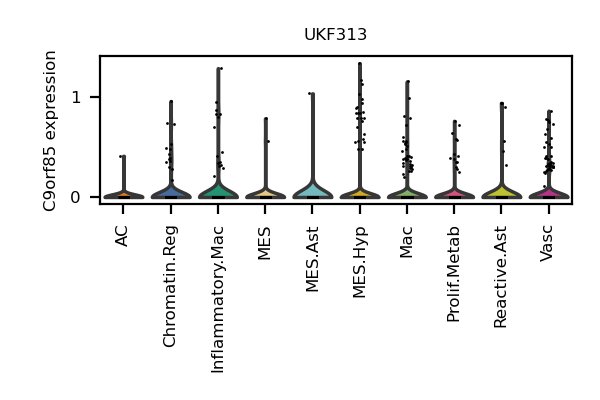 UKF313
C9orf85 expression
1
0
AC
Chromatin.Reg
Inflammatory.Mac
MES
MES.Ast
MES.Hyp
Mac
Prolif.Metab
Reactive.Ast
Vasc